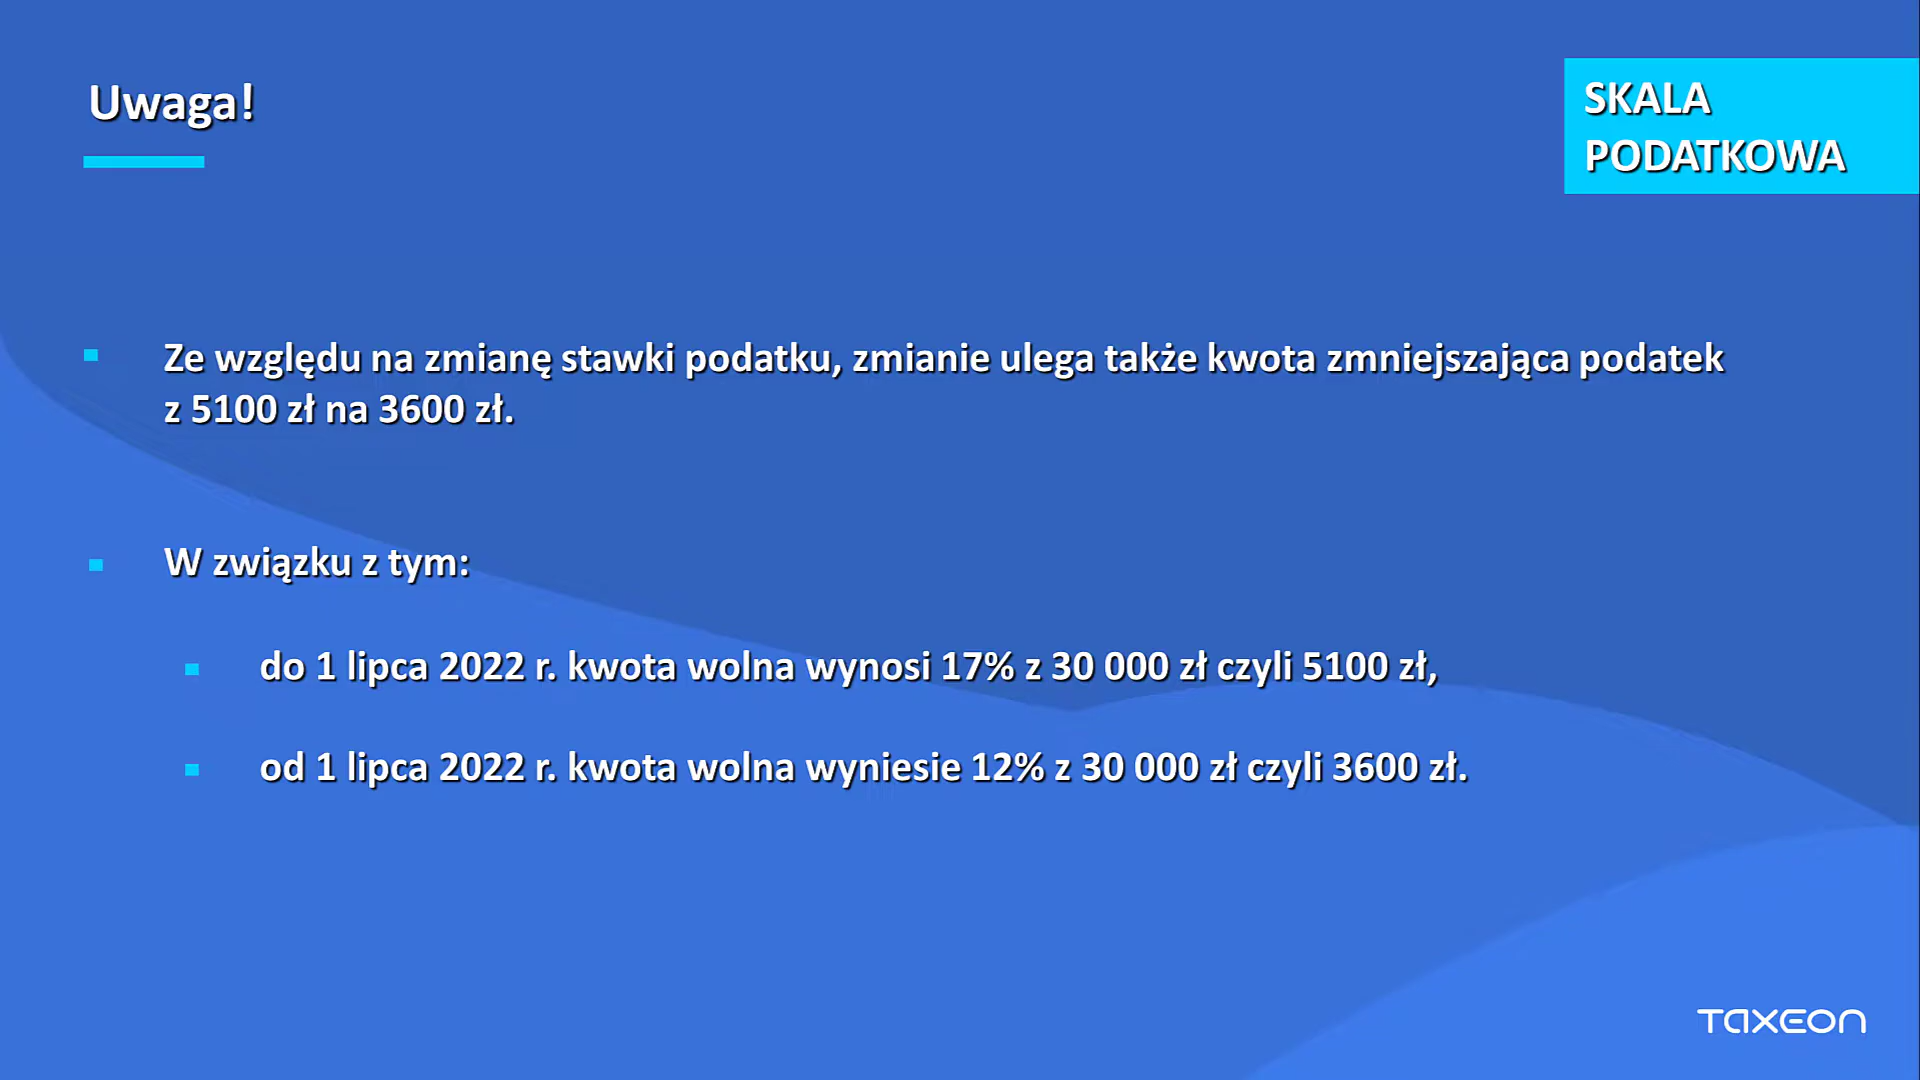 Uwaga!
SKALA
PODATKOWA
Ze względu na zmianę stawki podatku, zmianie ulega także kwota zmniejszająca podatek
z 5100 zł na 3600 zł.
W związku z tym:
do 1 lipca 2022 r. kwota wolna wynosi 17% z 30 000 zł czyli 5100 zł,
od 1 lipca 2022 r. kwota wolna wyniesie 12% z 30 000 zł czyli 3600 zł.
TAXEON